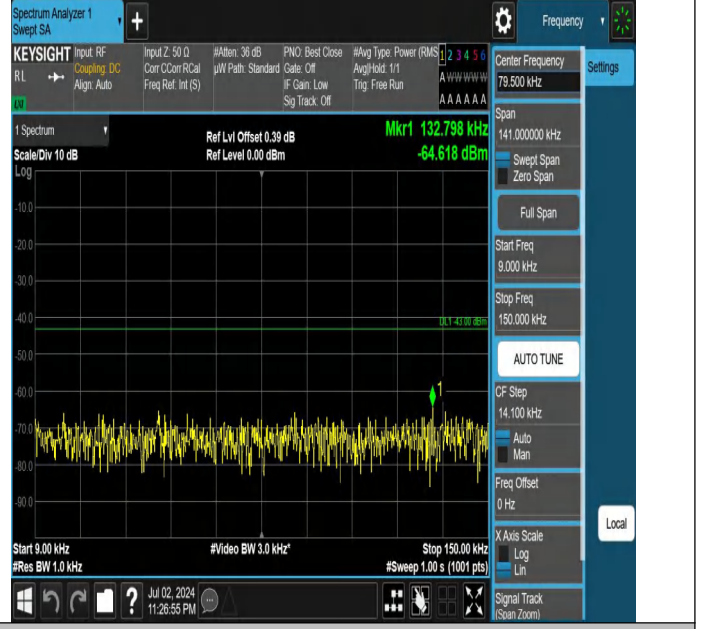 Spectrum Analyzer 1
Swept SA
Frequency
KEYSIGHT
RL
LXI
Input: RF
Coupling: DC
Align: Auto
Input Z: 50 Ω
Corr CCorr RCal
Freq Ref: Int (S)
#Atten: 36 dB
µW Path: Standard
PNO: Best Close
Gate: Off
IF Gain: Low
Sig Track: Off
#Avg Type: Power (RMS
Avg|Hold: 1/1
Trig: Free Run
1 2 3 4 5 6
A W W W W W
A A A A A A
1 Spectrum
Scale/Div 10 dB
Log
Ref Lvl Offset 0.39 dB
Ref Level 0.00 dBm
Mkr1 132.798 kHz
-64.618 dBm
-10.0
-30.0
-40.0
DL1 -43.00 dBm
-50.0
-60.0
1
-70.0
-80.0
-90.0
Start 9.00 kHz
#Res BW 1.0 kHz
#Video BW 3.0 kHz*
Stop 150.00 kHz
#Sweep 1.00 s (1001 pts)
Jul 02, 2024
11:26:55 PM
Center Frequency
79.500 kHz
Span
141.000000 kHz
Swept Span
Zero Span
Full Span
Start Freq
9.000 kHz
Stop Freq
150.000 kHz
AUTO TUNE
CF Step
14.100 kHz
Auto
Man
Freq Offset
0 Hz
X Axis Scale
Log
Lin
Signal Track
(Span Zoom)
Settings
Local